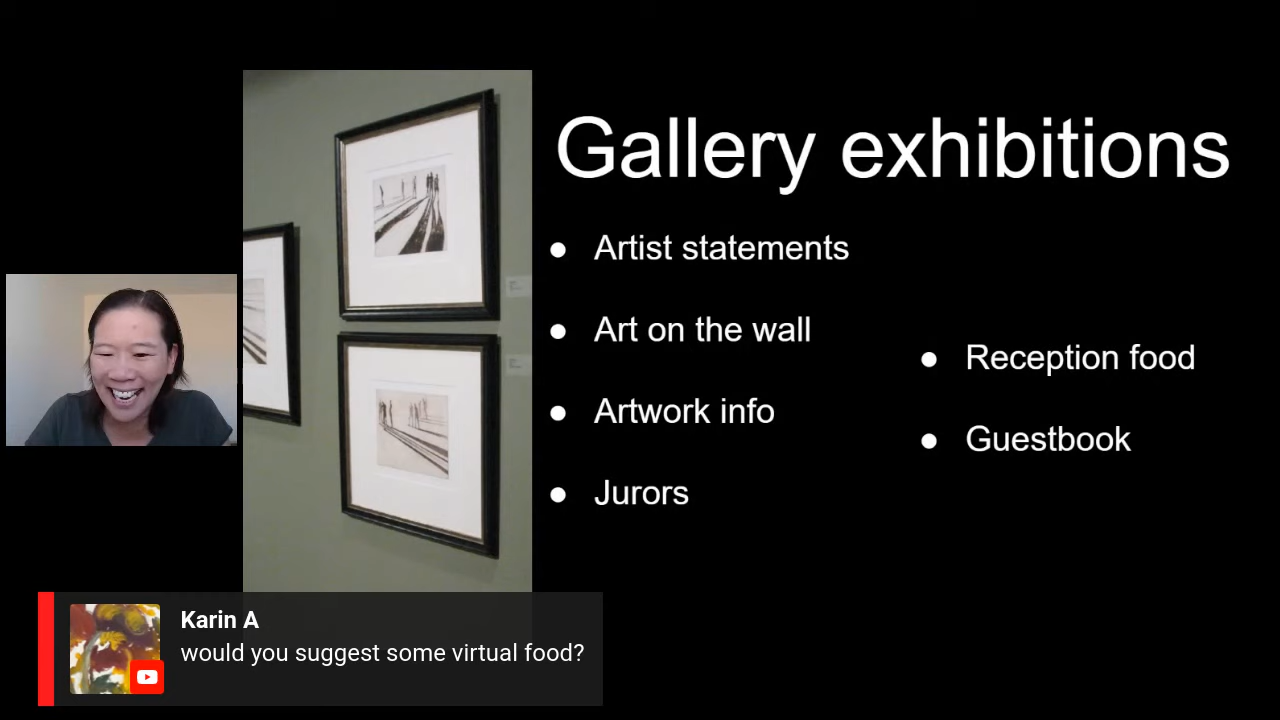 Gallery exhibitions
● Artist statements
● Art on the wall
● Artwork info
● Jurors
● Reception food
● Guestbook
Karin A
would you suggest some virtual food?